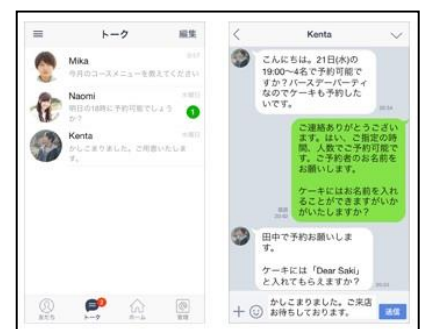 トーク
編集
Mika
今月のコースメニューを教えてください
Naomi
明日の18時に予約可能でしょう
か？
1
Kenta
かしこまりました。ご用意いたしま
す。
友だち
トーク
ホーム
管理
Kenta
こんにちは。21日(水)の
19:00〜4名で予約可能で
すか？バースデーパーティ
なのでケーキも予約した
いです。
ご連絡ありがとうござい
ます。はい、ご指定の時
間、人数でご予約可能で
す。ご予約者のお名前を
お願いします。
ケーキにはお名前を入れ
ることができますがいか
がいたしますか？
田中で予約お願いしま
す。
ケーキには「Dear Saki」
と入れてもらえますか？
かしこまりました。ご来店
お待ちしております。
送信